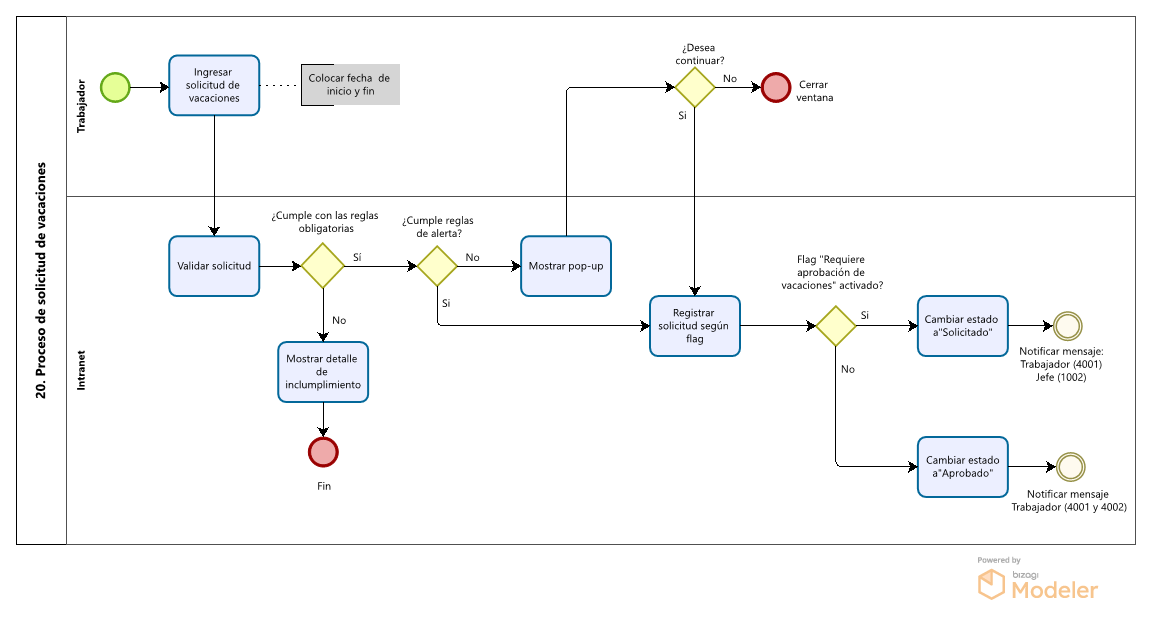 20. Proceso de solicitud de vacaciones
Trabajador
Ingresar
solicitud de
vacaciones
Colocar fecha de
inicio y fin
¿Desea
continuar?
No
Si
Cerrar
ventana
Intranet
Validar solicitud
¿Cumple con las reglas
obligatorias
Sí
No
Mostrar detalle
de
inclumplimiento
Fin
¿Cumple reglas
de alerta?
No
Si
Mostrar pop-up
Registrar
solicitud según
flag
Flag "Requiere
aprobación de
vacaciones" activado?
Si
No
Cambiar estado
a"Solicitado"
Notificar mensaje:
Trabajador (4001)
Jefe (1002)
Cambiar estado
a"Aprobado"
Notificar mensaje
Trabajador (4001 y 4002)
Powered by
bizagi
Modeler